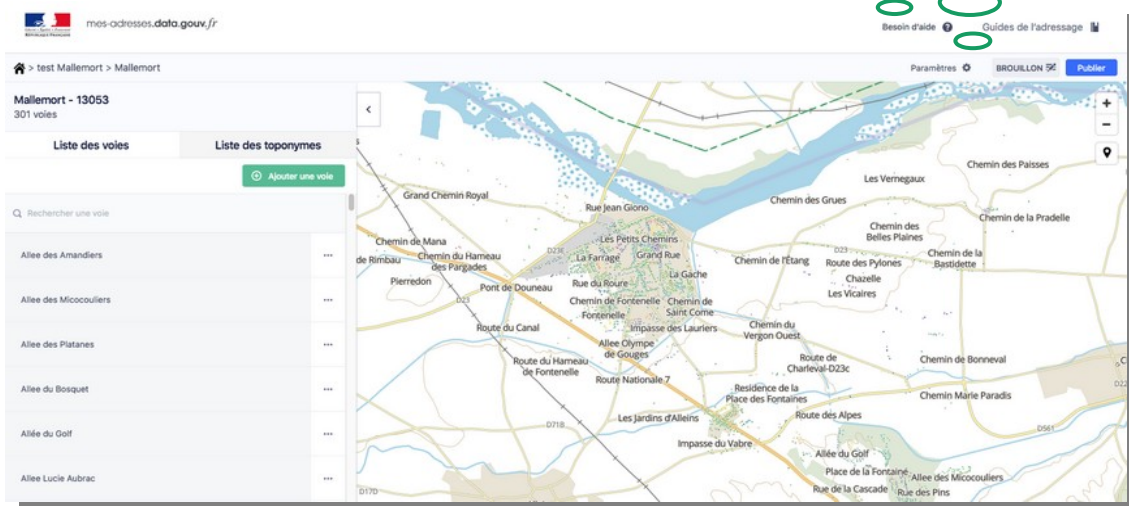 mes-adresses.data.gouv.fr
RÉPUBLIQUE FRANÇAISE
Besoin d'aide
Guides de l'adressage
> test Mallemort > Mallemort
Paramètres
BROUILLON
Publier
Mallemort - 13053
301 voies
Liste des voies
Liste des toponymes
Ajouter une voie
Rechercher une voie
Allee des Amandiers
Allee des Micocouliers
Allee des Platanes
Allee du Bosquet
Allée du Golf
Allee Lucie Aubrac
Chemin des Paisses
Les Vernegaux
Grand Chemin Royal
Chemin des Grues
Rue Jean Giono
Chemin de la Pradelle
Chemin des
Belles Plaines
Chemin de Mana
Les Petits Chemins
D23E
D23
de Rimbau
Chemin du Hameau
des Pargades
La Farrage
Grand Rue
Chemin de l'Étang
Route des Pylones
Chemin de la
Bastidette
Pierredon
Pont de Douneau
Rue du Roure
La Gache
Chazelle
Les Vicaires
D23
Chemin de Fontenelle
Chemin de
Saint Come
Fontenelle
Route du Canal
Impasse des Lauriers
Chemin du
Vergon Ouest
Allee Olympe
de Gouges
Route du Hameau
de Fontenelle
Route de
Charleval-D23c
Chemin de Bonneval
Route Nationale 7
Residence de la
Place des Fontaines
Chemin Marie Paradis
D22
Les Jardins d'Alleins
Route des Alpes
D71B
D561
Impasse du Vabre
Allée du Golf
Place de la Fontaine
Allee des Micocouliers
D17D
Rue de la Cascade
Rue des Pins